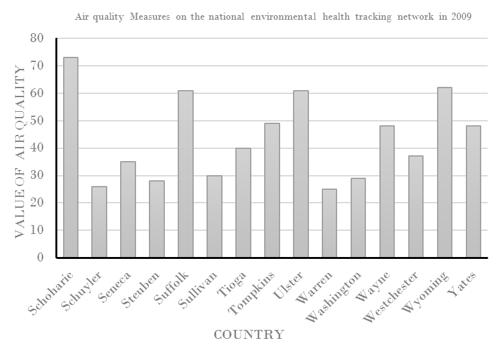 Air quality Measures on the national environmental health tracking network in 2009
80
70
60
50
40
30
20
10
0
VALUE OF AIR QUALITY
Schoharie
Schuyler
Seneca
Steuben
Suffolk
Sullivan
Tioga
Tompkins
Ulster
Warren
Washington
Wayne
Westchester
Wyoming
Yates
COUNTRY